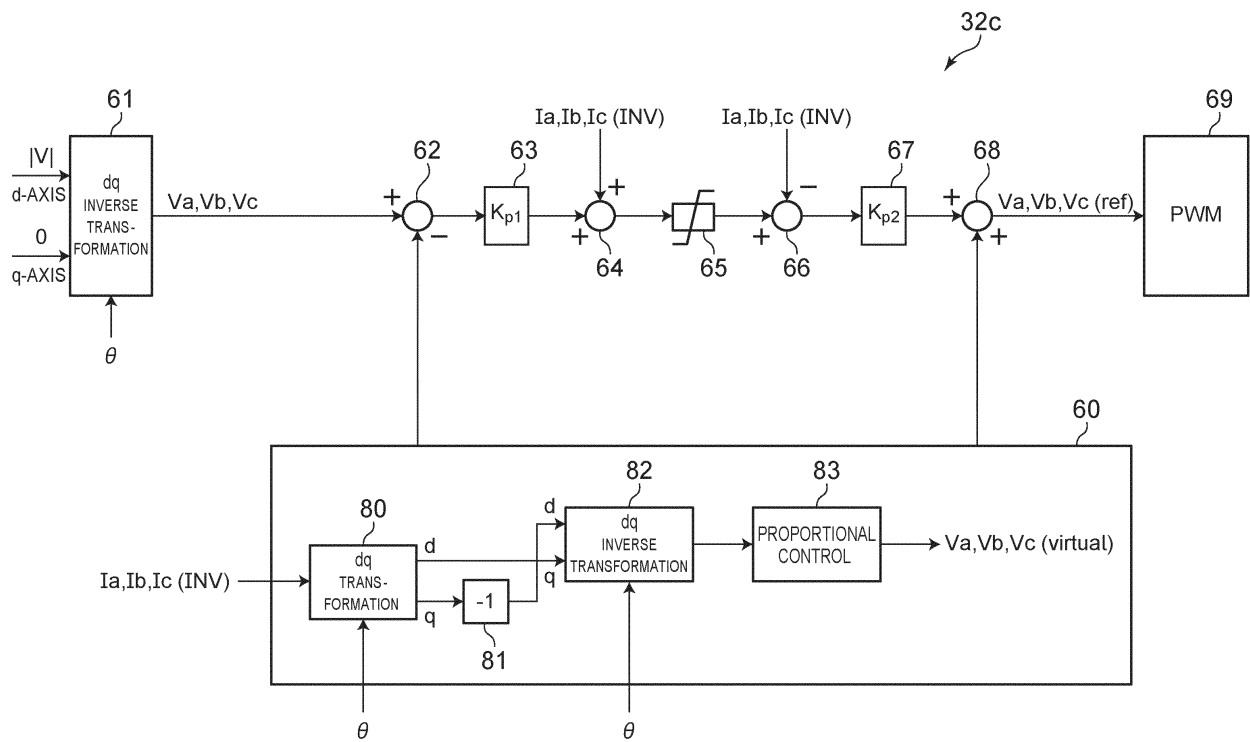 32c
61
|V|
d-AXIS
0
q-AXIS
dq
INVERSE
TRANS-
FORMATION
θ
Va,Vb,Vc
+
62
−
63
Kp1
Ia,Ib,Ic (INV)
+
+
64
65
Ia,Ib,Ic (INV)
−
+
66
67
Kp2
+
68
+
Va,Vb,Vc (ref)
69
PWM
60
Ia,Ib,Ic (INV)
80
dq
TRANS-
FORMATION
θ
d
q
-1
81
d
q
82
dq
INVERSE
TRANSFORMATION
θ
83
PROPORTIONAL
CONTROL
Va,Vb,Vc (virtual)